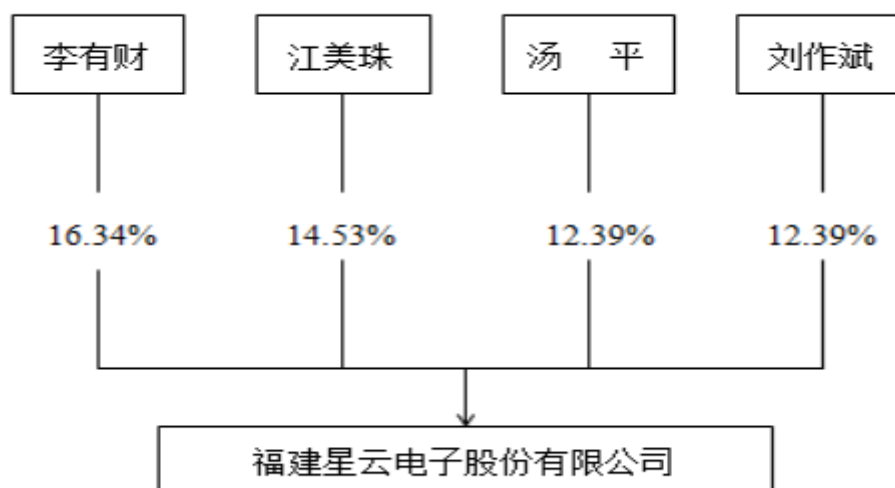 李有财 江美珠 汤 平 刘作斌
16.34% 14.53% 12.39% 12.39%
福建星云电子股份有限公司